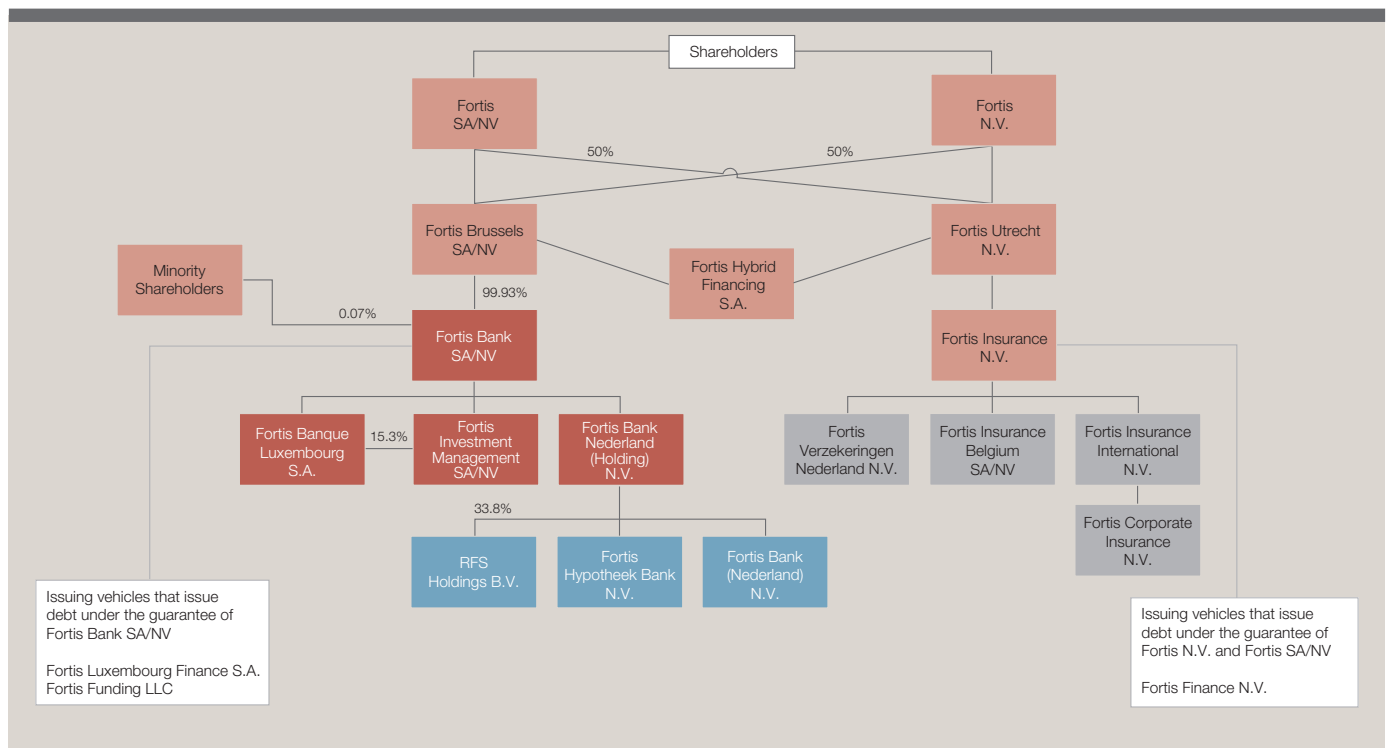 Shareholders
Fortis
SA/NV
Fortis
N.V.
50%
50%
Fortis Brussels
SA/NV
Fortis Utrecht
N.V.
Minority
Shareholders
Fortis Hybrid
Financing
S.A.
99.93%
0.07%
Fortis Bank
SA/NV
Fortis Insurance
N.V.
Fortis Banque
Luxembourg
S.A.
15.3%
Fortis
Investment
Management
SA/NV
Fortis Bank
Nederland
(Holding)
N.V.
Fortis
Verzekeringen
Nederland N.V.
Fortis Insurance
Belgium
SA/NV
Fortis Insurance
International
N.V.
33.8%
Fortis Corporate
Insurance
N.V.
RFS
Holdings B.V.
Fortis
Hypotheek Bank
N.V.
Fortis Bank
(Nederland)
N.V.
Issuing vehicles that issue
debt under the guarantee of
Fortis Bank SA/NV
Fortis Luxembourg Finance S.A.
Fortis Funding LLC
Issuing vehicles that issue
debt under the guarantee of
Fortis N.V. and Fortis SA/NV
Fortis Finance N.V.